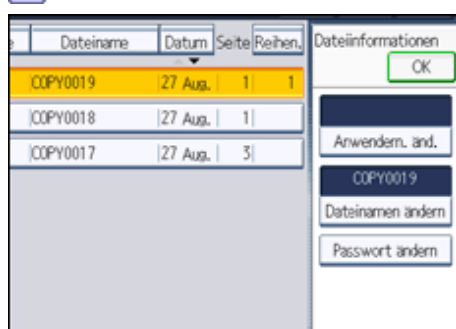 Dateiname Datum Seite Reihen. Dateiinformationen
OK
COPY0019 27 Aug. 1 1
COPY0018 27 Aug. 1
Anwendern. änd.
COPY0017 27 Aug. 3
COPY0019
Dateinamen ändern
Passwort ändern